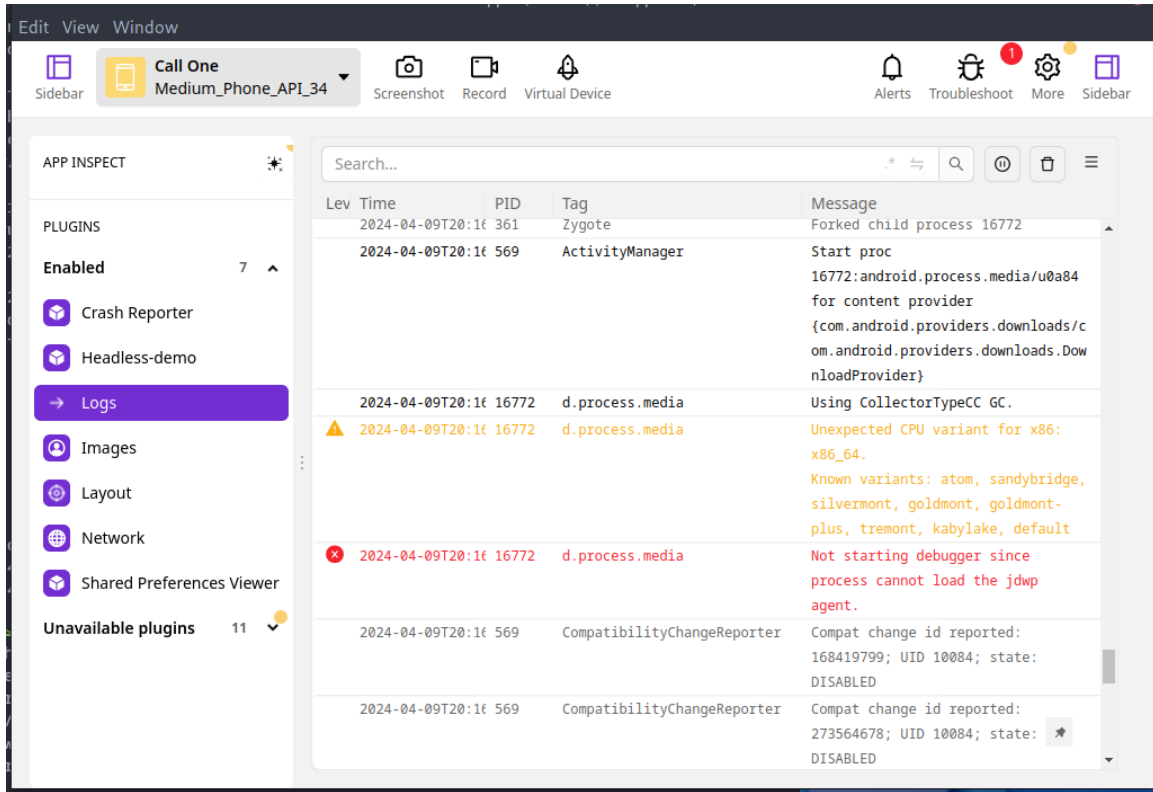 Edit View Window
Call One
Medium_Phone_API_34
Sidebar
Screenshot
Record
Virtual Device
Alerts
1
Troubleshoot
More
Sidebar
APP INSPECT
PLUGINS
Enabled 7
Crash Reporter
Headless-demo
Logs
Images
Layout
Network
Shared Preferences Viewer
Unavailable plugins 11
Search... .*
Lev Time PID Tag Message
2024-04-09T20:16 361 Zygote Forked child process 16772
2024-04-09T20:16 569 ActivityManager Start proc
16772:android.process.media/u0a84
for content provider
{com.android.providers.downloads/c
om.android.providers.downloads.Dow
nloadProvider}
2024-04-09T20:16 16772 d.process.media Using CollectorTypeCC GC.
2024-04-09T20:16 16772 d.process.media Unexpected CPU variant for x86:
x86_64.
Known variants: atom, sandybridge,
silvermont, goldmont, goldmont-
plus, tremont, kabylake, default
2024-04-09T20:16 16772 d.process.media Not starting debugger since
process cannot load the jdwp
agent.
2024-04-09T20:16 569 CompatibilityChangeReporter Compat change id reported:
168419799; UID 10084; state:
DISABLED
2024-04-09T20:16 569 CompatibilityChangeReporter Compat change id reported:
273564678; UID 10084; state:
DISABLED